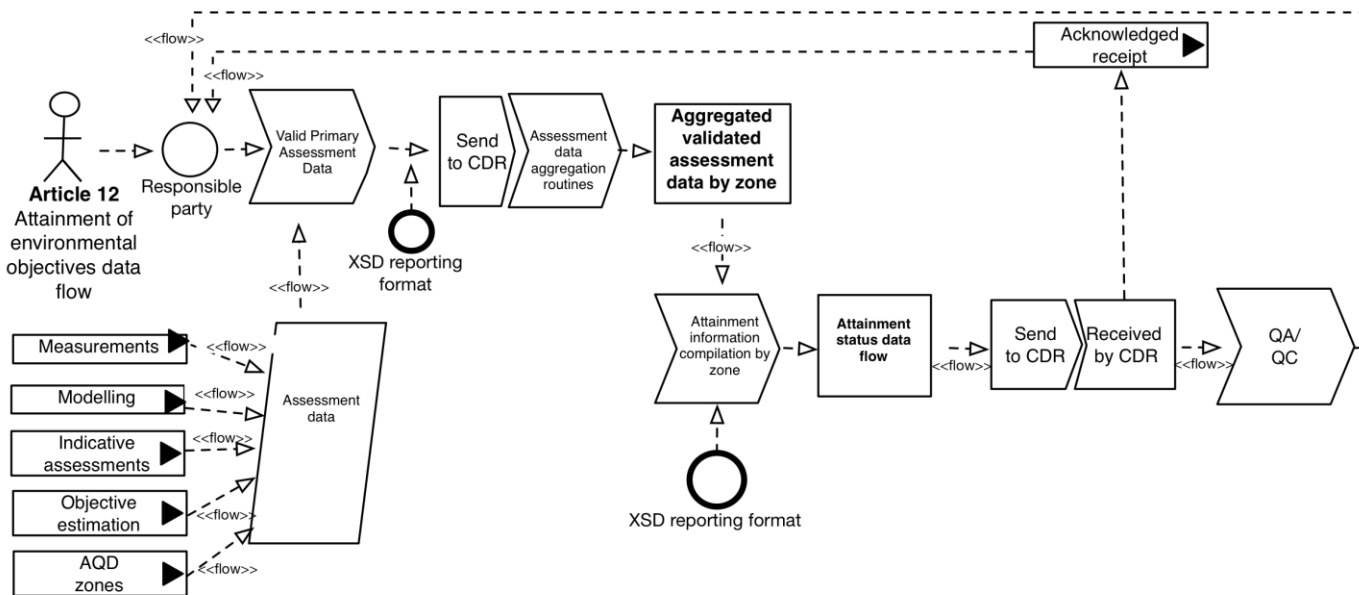 <<flow>>
Acknowledged
receipt
<<flow>>
Valid Primary
Assessment
Data
Send
to CDR
Assessment
data
aggregation
routines
Aggregated
validated
assessment
data by zone
Article 12
Attainment of
environmental
objectives data
flow
Responsible
party
XSD reporting
format
<<flow>>
<<flow>>
Measurements
<<flow>>
Modelling
<<flow>>
Indicative
assessments
<<flow>>
Objective
estimation
<<flow>>
AQD
zones
<<flow>>
Assessment
data
Attainment
information
compilation by
zone
Attainment
status data
flow
<<flow>>
Send
to CDR
Received
by CDR
<<flow>>
QA/
QC
XSD reporting format